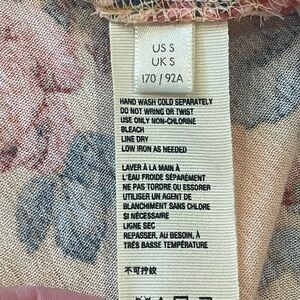 US S
UK S
170 / 92A
HAND WASH COLD SEPARATELY
DO NOT WRING OR TWIST
USE ONLY NON-CHLORINE
BLEACH
LINE DRY
LOW IRON AS NEEDED
LAVER À LA MAIN À
L'EAU FROIDE SÉPARÉMENT
NE PAS TORDRE OU ESSORER
UTILISER UN AGENT DE
BLANCHIMENT SANS CHLORE
SI NÉCESSAIRE
LIGNE SEC
REPASSER, AU BESOIN, À
TRÈS BASSE TEMPÉRATURE
不可拧绞